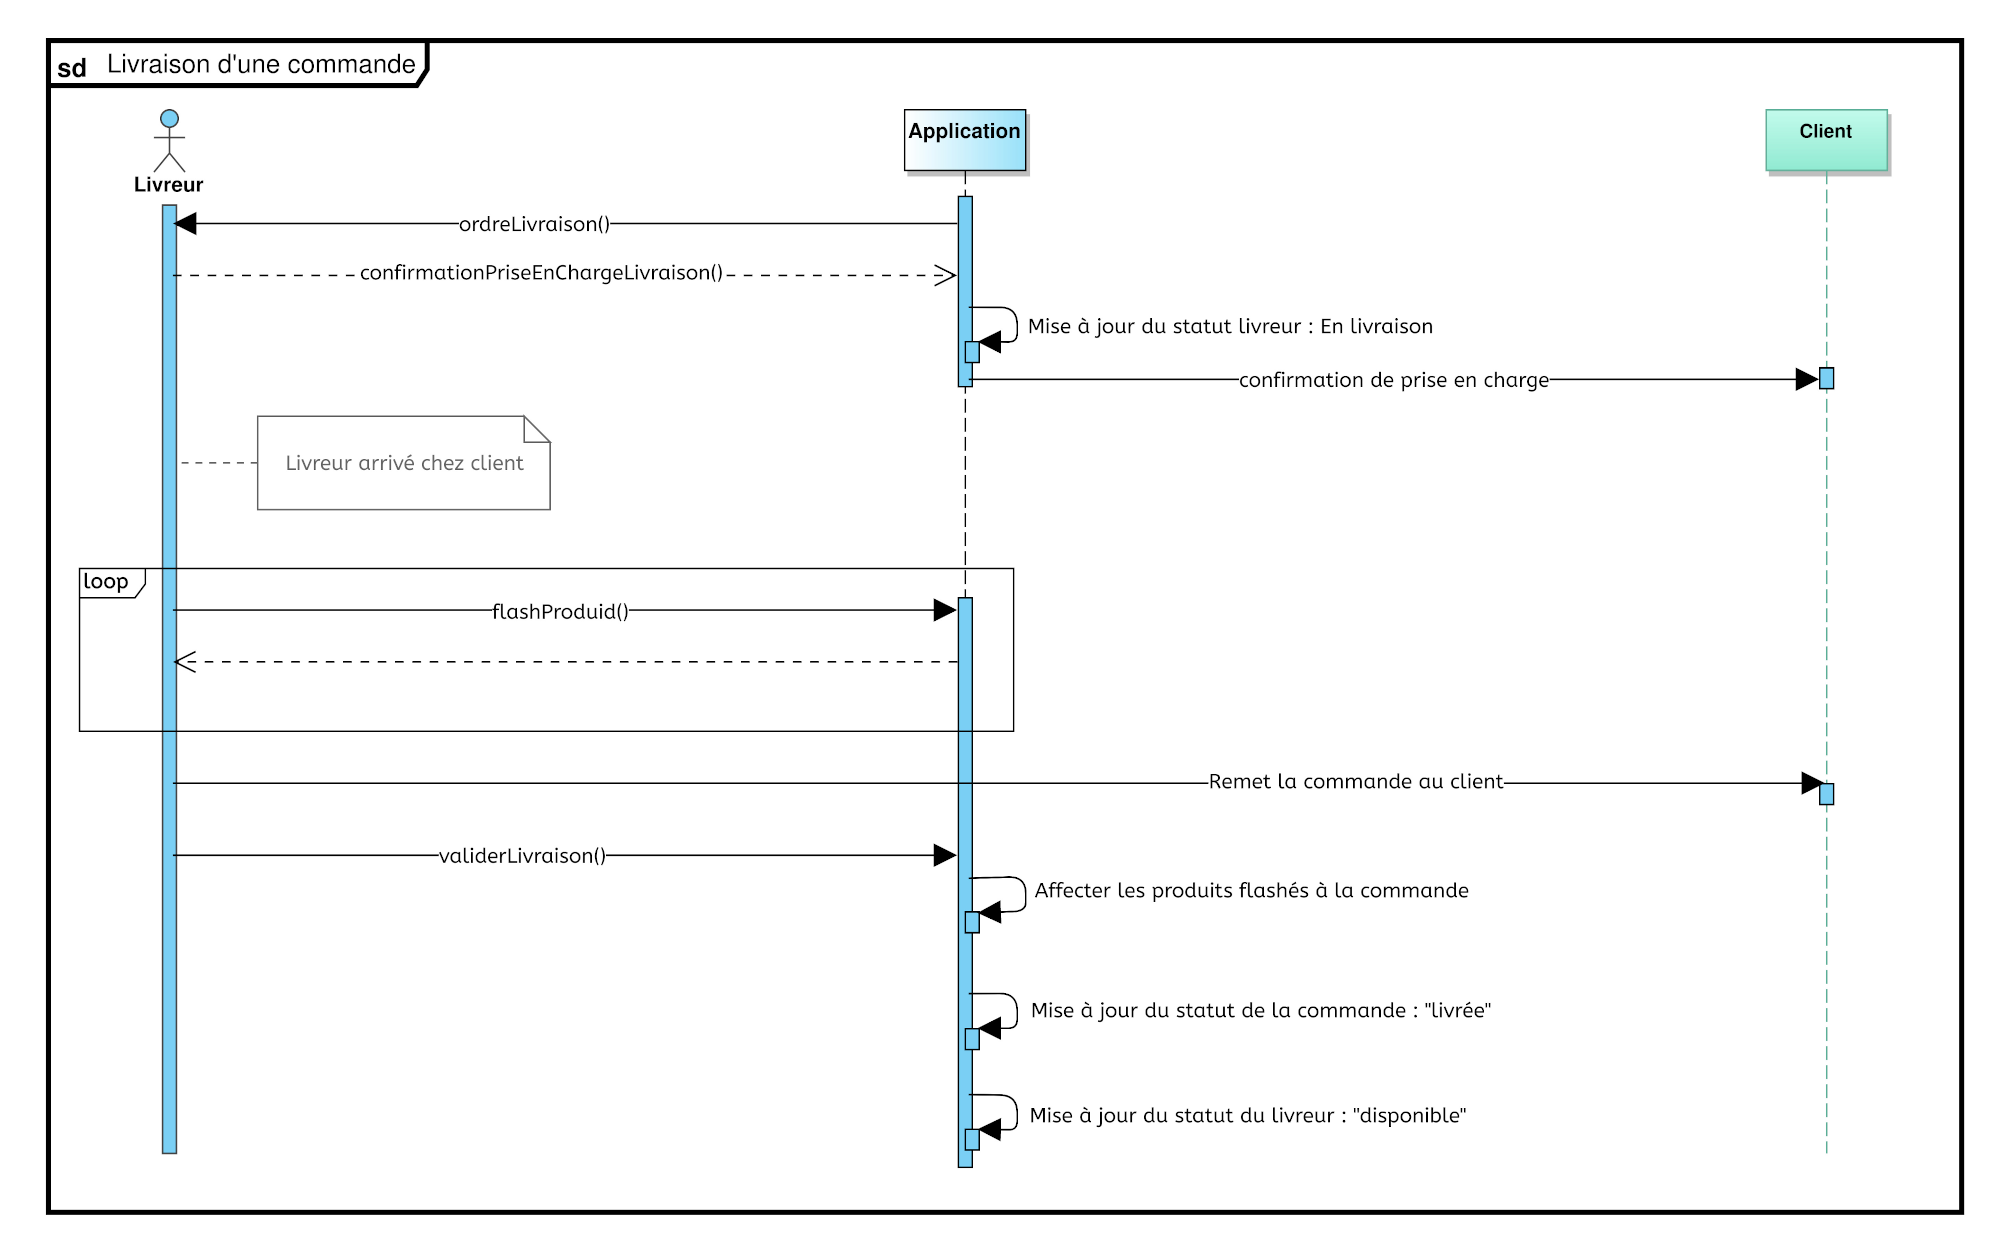 sd Livraison d'une commande
Livreur
Application
Client
ordreLivraison()
confirmationPriseEnChargeLivraison()
Mise à jour du statut livreur : En livraison
confirmation de prise en charge
Livreur arrivé chez client
loop
flashProduid()
Remet la commande au client
validerLivraison()
Affecter les produits flashés à la commande
Mise à jour du statut de la commande : "livrée"
Mise à jour du statut du livreur : "disponible"